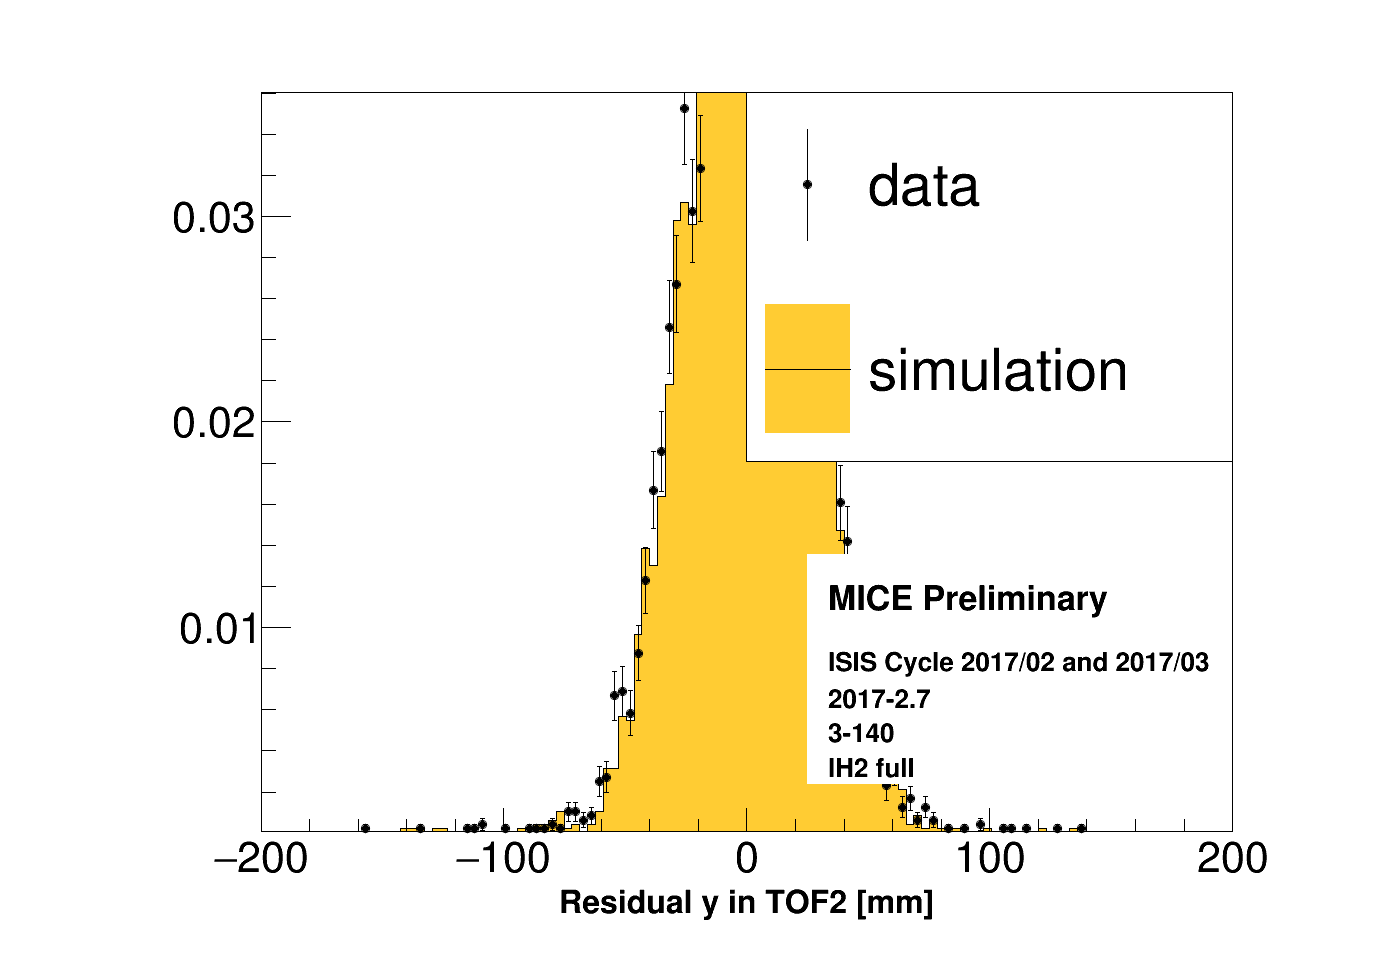 data
simulation
0.03
0.02
0.01
MICE Preliminary
ISIS Cycle 2017/02 and 2017/03
2017-2.7
3-140
IH2 full
−200 −100 0 100 200
Residual y in TOF2 [mm]